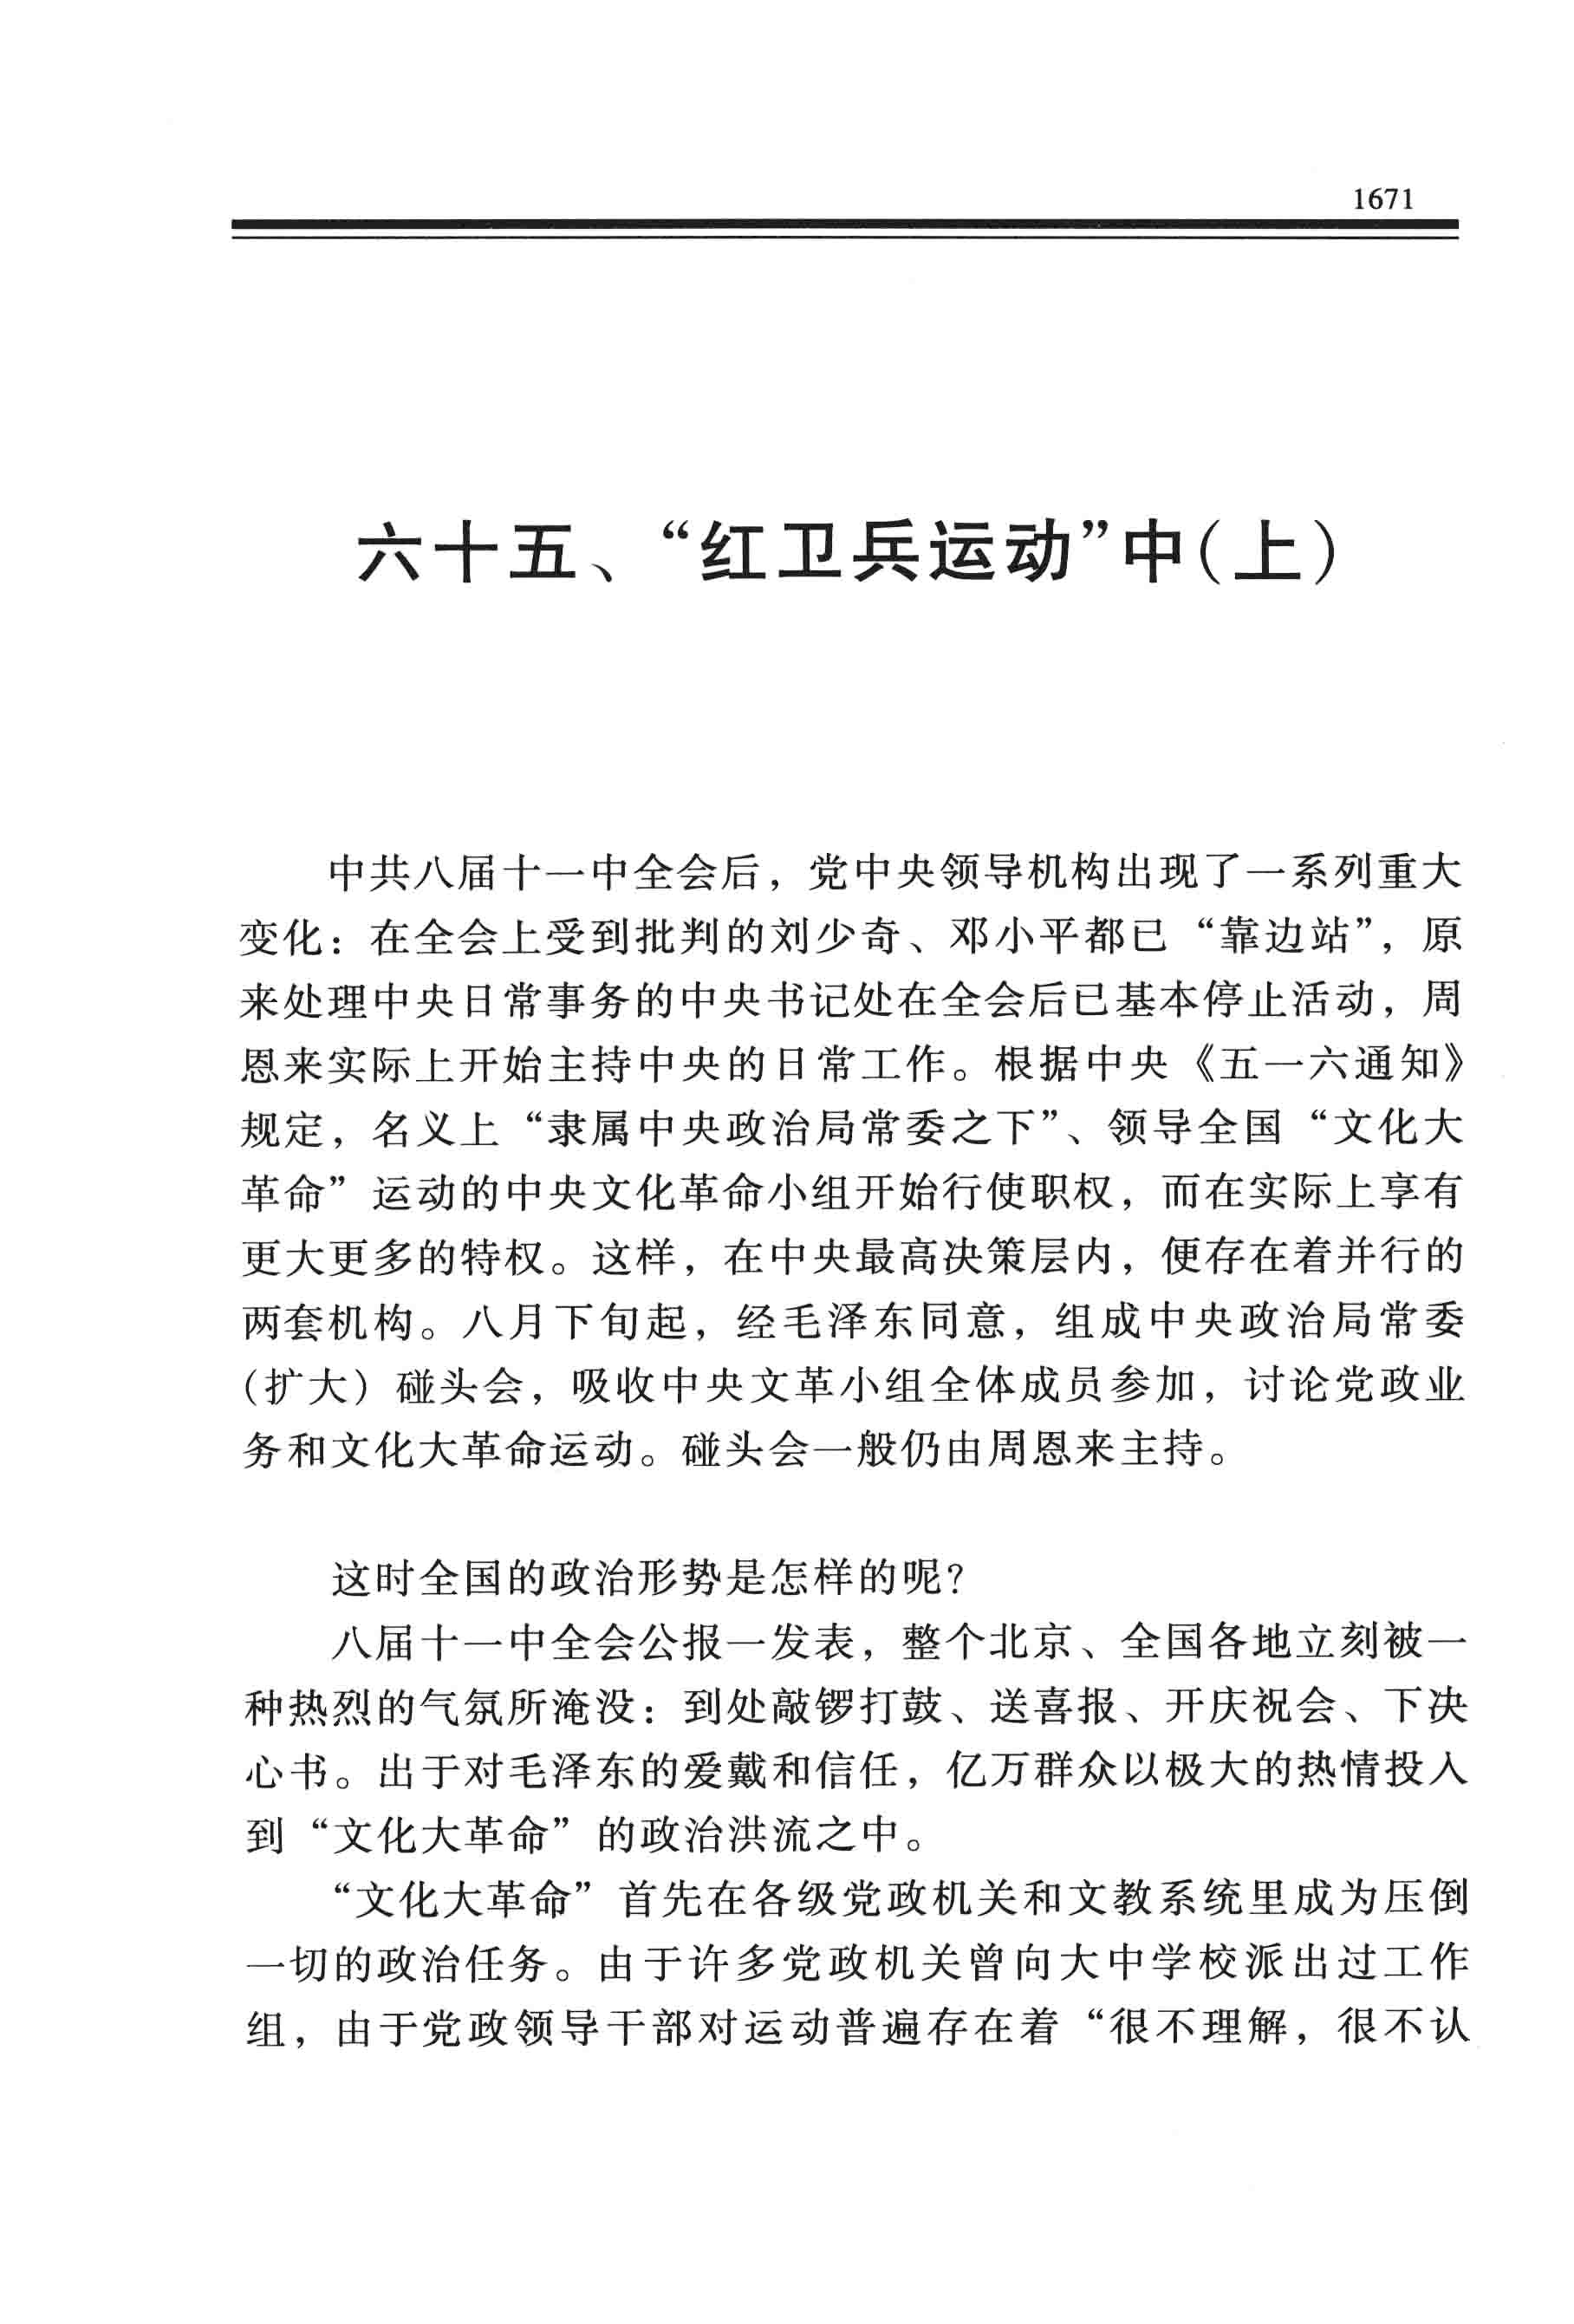 1671
六十五、“红卫兵运动”中(上)
中共八届十一中全会后，党中央领导机构出现了一系列重大
变化：在全会上受到批判的刘少奇、邓小平都已“靠边站”，原
来处理中央日常事务的中央书记处在全会后已基本停止活动，周
恩来实际上开始主持中央的日常工作。根据中央《五一六通知》
规定，名义上“隶属中央政治局常委之下”、领导全国“文化大
革命”运动的中央文化革命小组开始行使职权，而在实际上享有
更大更多的特权。这样，在中央最高决策层内，便存在着并行的
两套机构。八月下旬起，经毛泽东同意，组成中央政治局常委
(扩大)碰头会，吸收中央文革小组全体成员参加，讨论党政业
务和文化大革命运动。碰头会一般仍由周恩来主持。
这时全国的政治形势是怎样的呢？
八届十一中全会公报一发表，整个北京、全国各地立刻被一
种热烈的气氛所淹没：到处敲锣打鼓、送喜报、开庆祝会、下决
心书。出于对毛泽东的爱戴和信任，亿万群众以极大的热情投入
到“文化大革命”的政治洪流之中。
“文化大革命”首先在各级党政机关和文教系统里成为压倒
一切的政治任务。由于许多党政机关曾向大中学校派出过工作
组，由于党政领导干部对运动普遍存在着“很不理解，很不认